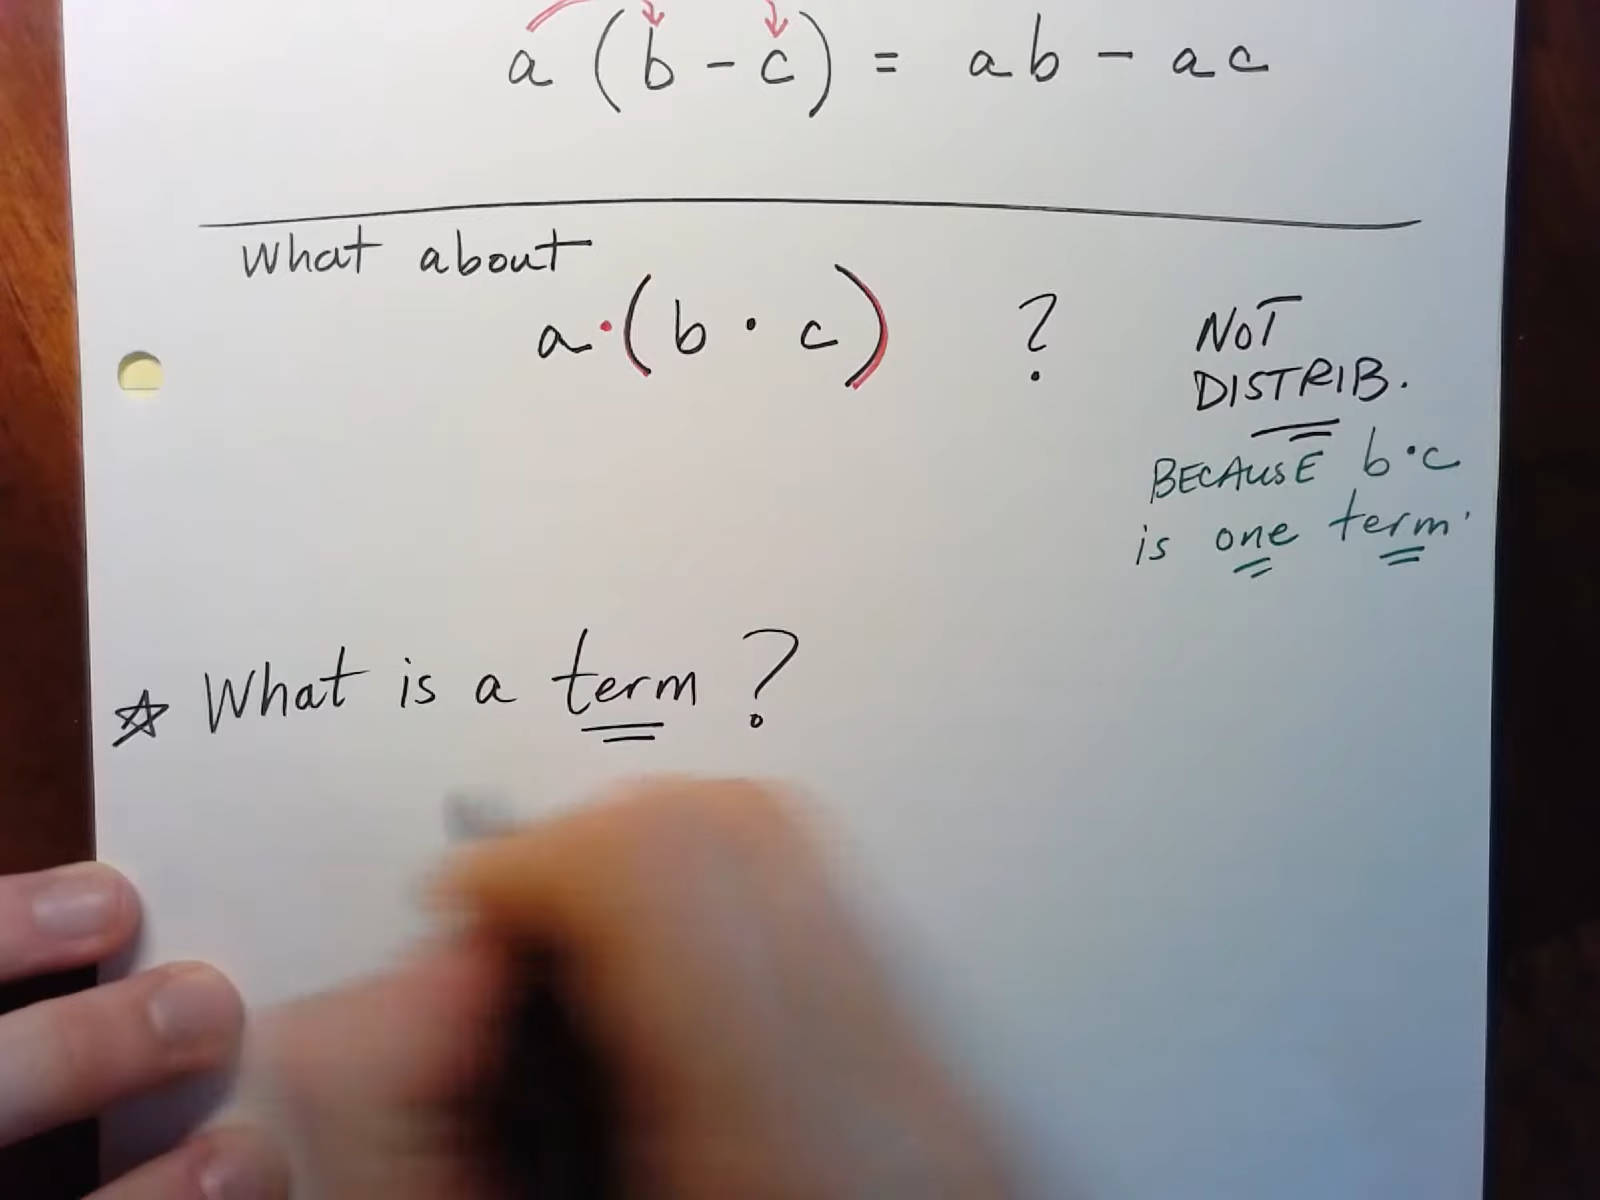 a (b - c) = ab - ac
What about
a·(b · c) ?
NOT
DISTRIB.
BECAUSE b·c
is one term.
☆ What is a term ?